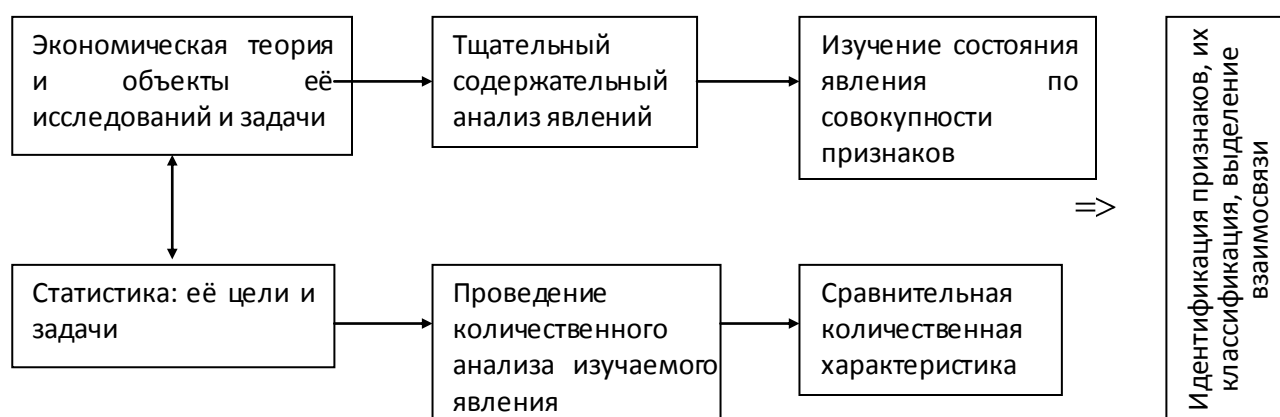 Экономическая теория
и объекты её
исследований и задачи
Тщательный
содержательный
анализ явлений
Изучение состояния
явления по
совокупности
признаков
=>
Идентификация признаков, их
классификация, выделение
взаимосвязи
Статистика: её цели и
задачи
Проведение
количественного
анализа изучаемого
явления
Сравнительная
количественная
характеристика